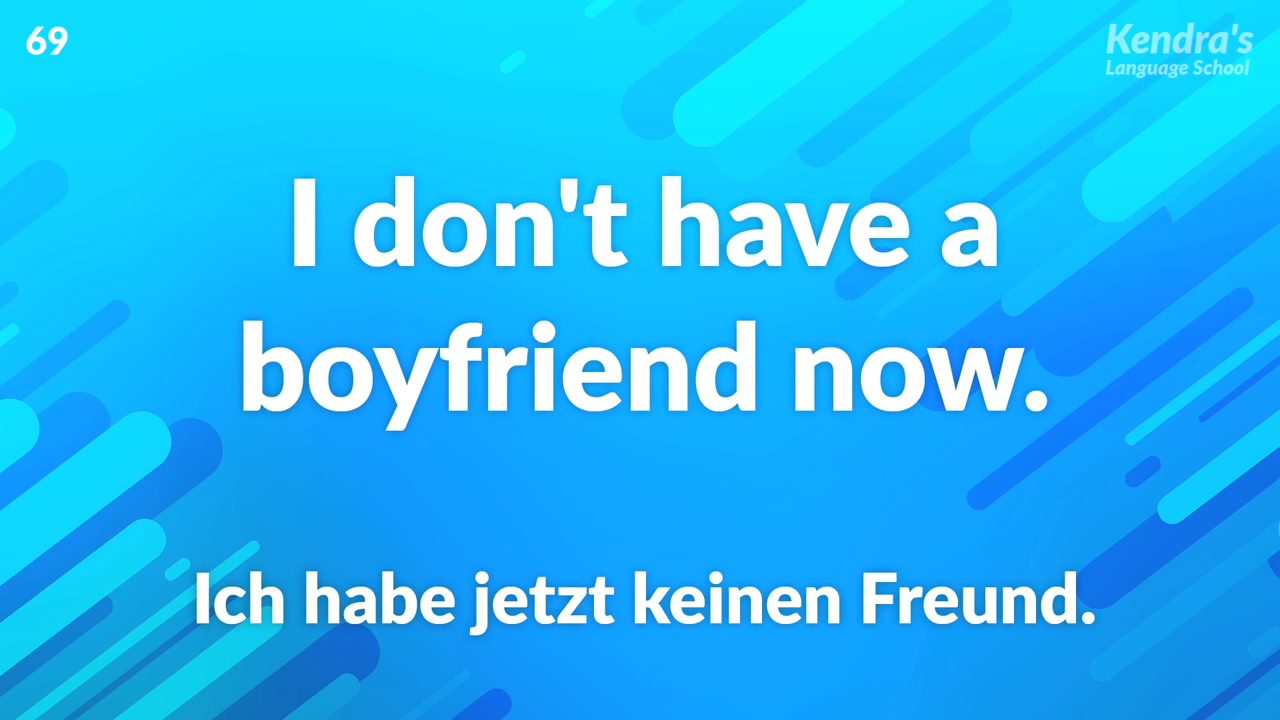 69
Kendra's
Language School
I don't have a
boyfriend now.
Ich habe jetzt keinen Freund.